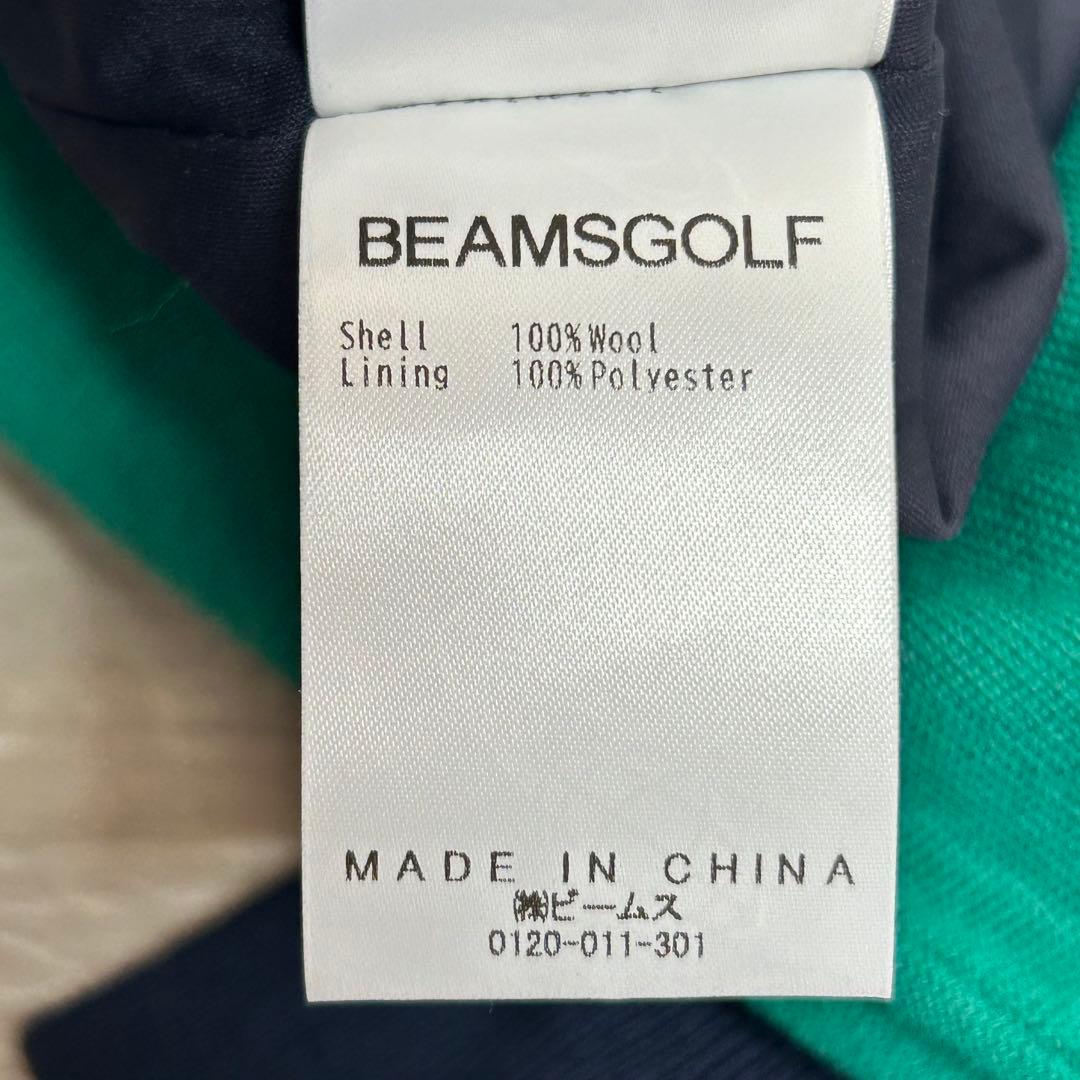 BEAMSGOLF
Shell 100%Wool
Lining 100%Polyester
MADE IN CHINA
㈱ビームス
0120-011-301